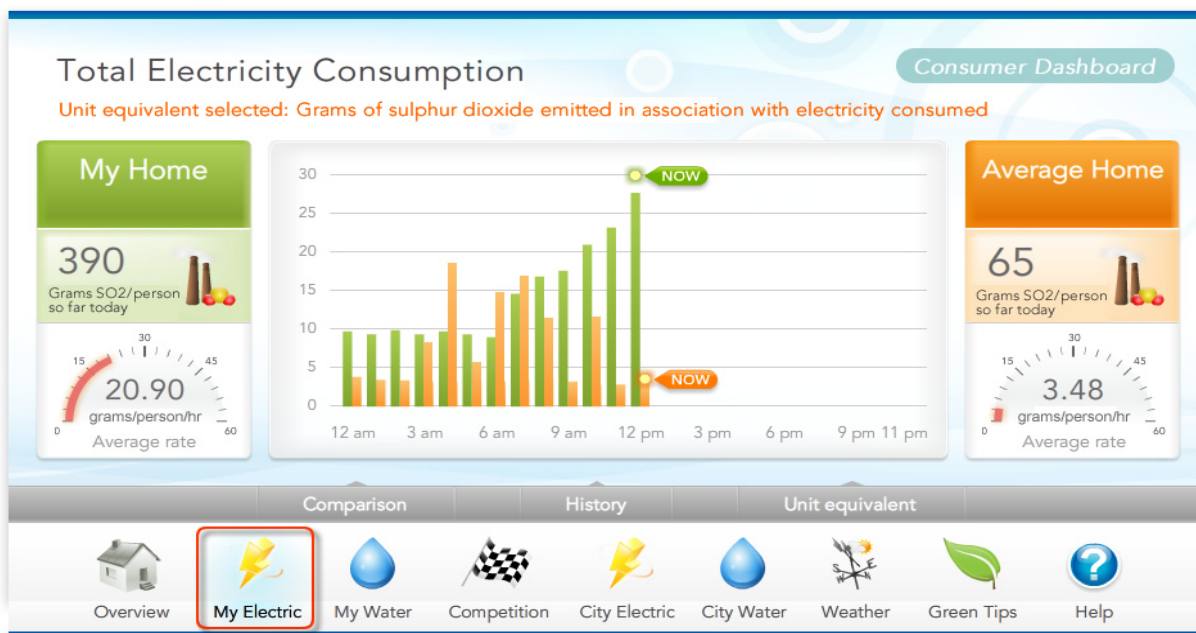 Total Electricity Consumption
Consumer Dashboard
Unit equivalent selected: Grams of sulphur dioxide emitted in association with electricity consumed
My Home
390
Grams SO2/person
so far today
0
15
30
45
60
20.90
grams/person/hr
Average rate
30
25
20
15
10
5
0
NOW
NOW
12 am 3 am 6 am 9 am 12 pm 3 pm 6 pm 9 pm 11 pm
Average Home
65
Grams SO2/person
so far today
0
15
30
45
60
3.48
grams/person/hr
Average rate
Comparison History Unit equivalent
Overview My Electric My Water Competition City Electric City Water Weather Green Tips Help
S W E
?